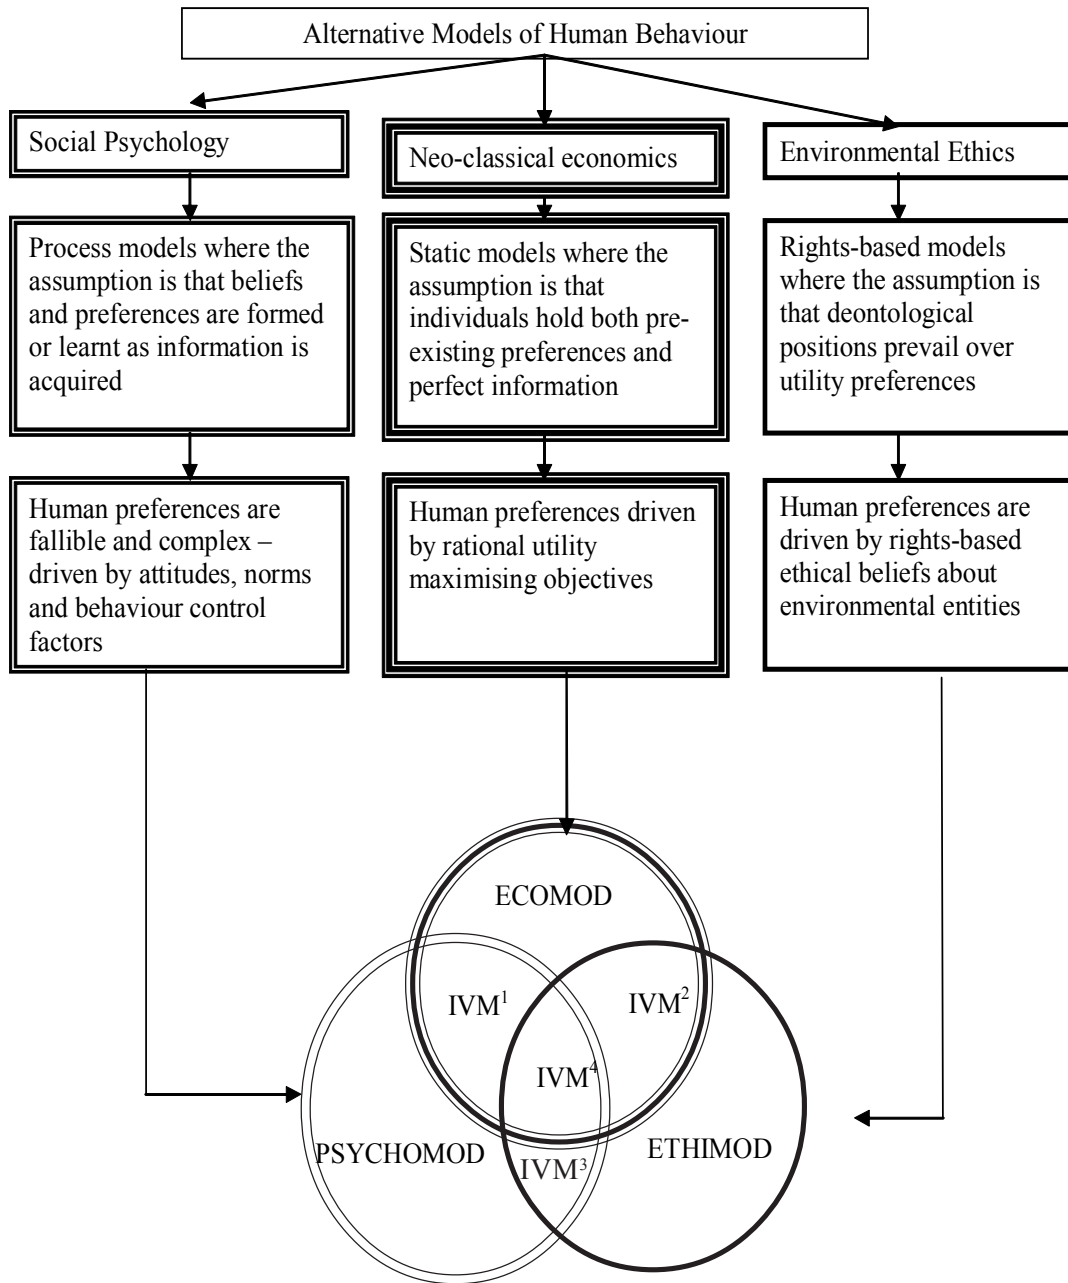 Alternative Models of Human Behaviour
Social Psychology
Neo-classical economics
Environmental Ethics
Process models where the
assumption is that beliefs
and preferences are formed
or learnt as information is
acquired
Static models where the
assumption is that
individuals hold both pre-
existing preferences and
perfect information
Rights-based models
where the assumption is
that deontological
positions prevail over
utility preferences
Human preferences are
fallible and complex –
driven by attitudes, norms
and behaviour control
factors
Human preferences driven
by rational utility
maximising objectives
Human preferences are
driven by rights-based
ethical beliefs about
environmental entities
ECOMOD
IVM¹
IVM²
IVM⁴
PSYCHOMOD
IVM³
ETHIMOD